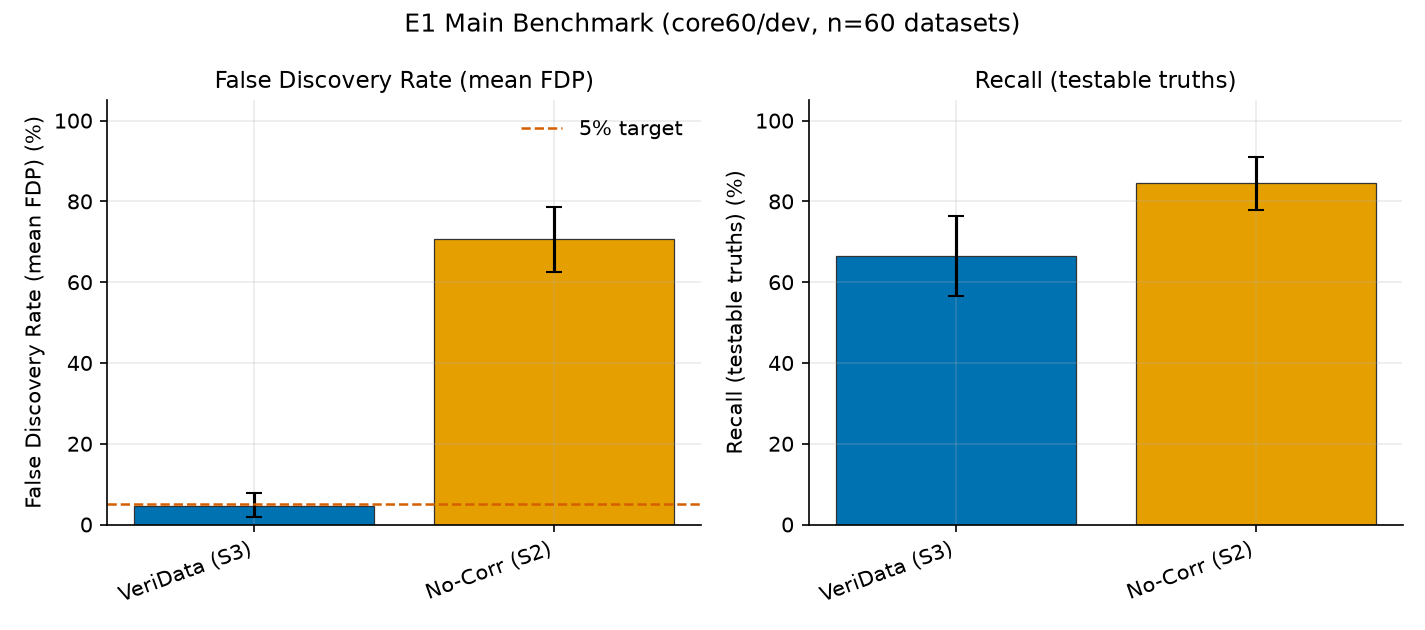 E1 Main Benchmark (core60/dev, n=60 datasets)
False Discovery Rate (mean FDP)
False Discovery Rate (mean FDP) (%)
100
80
60
40
20
0
5% target
VeriData (S3)
No-Corr (S2)
Recall (testable truths)
Recall (testable truths) (%)
100
80
60
40
20
0
VeriData (S3)
No-Corr (S2)